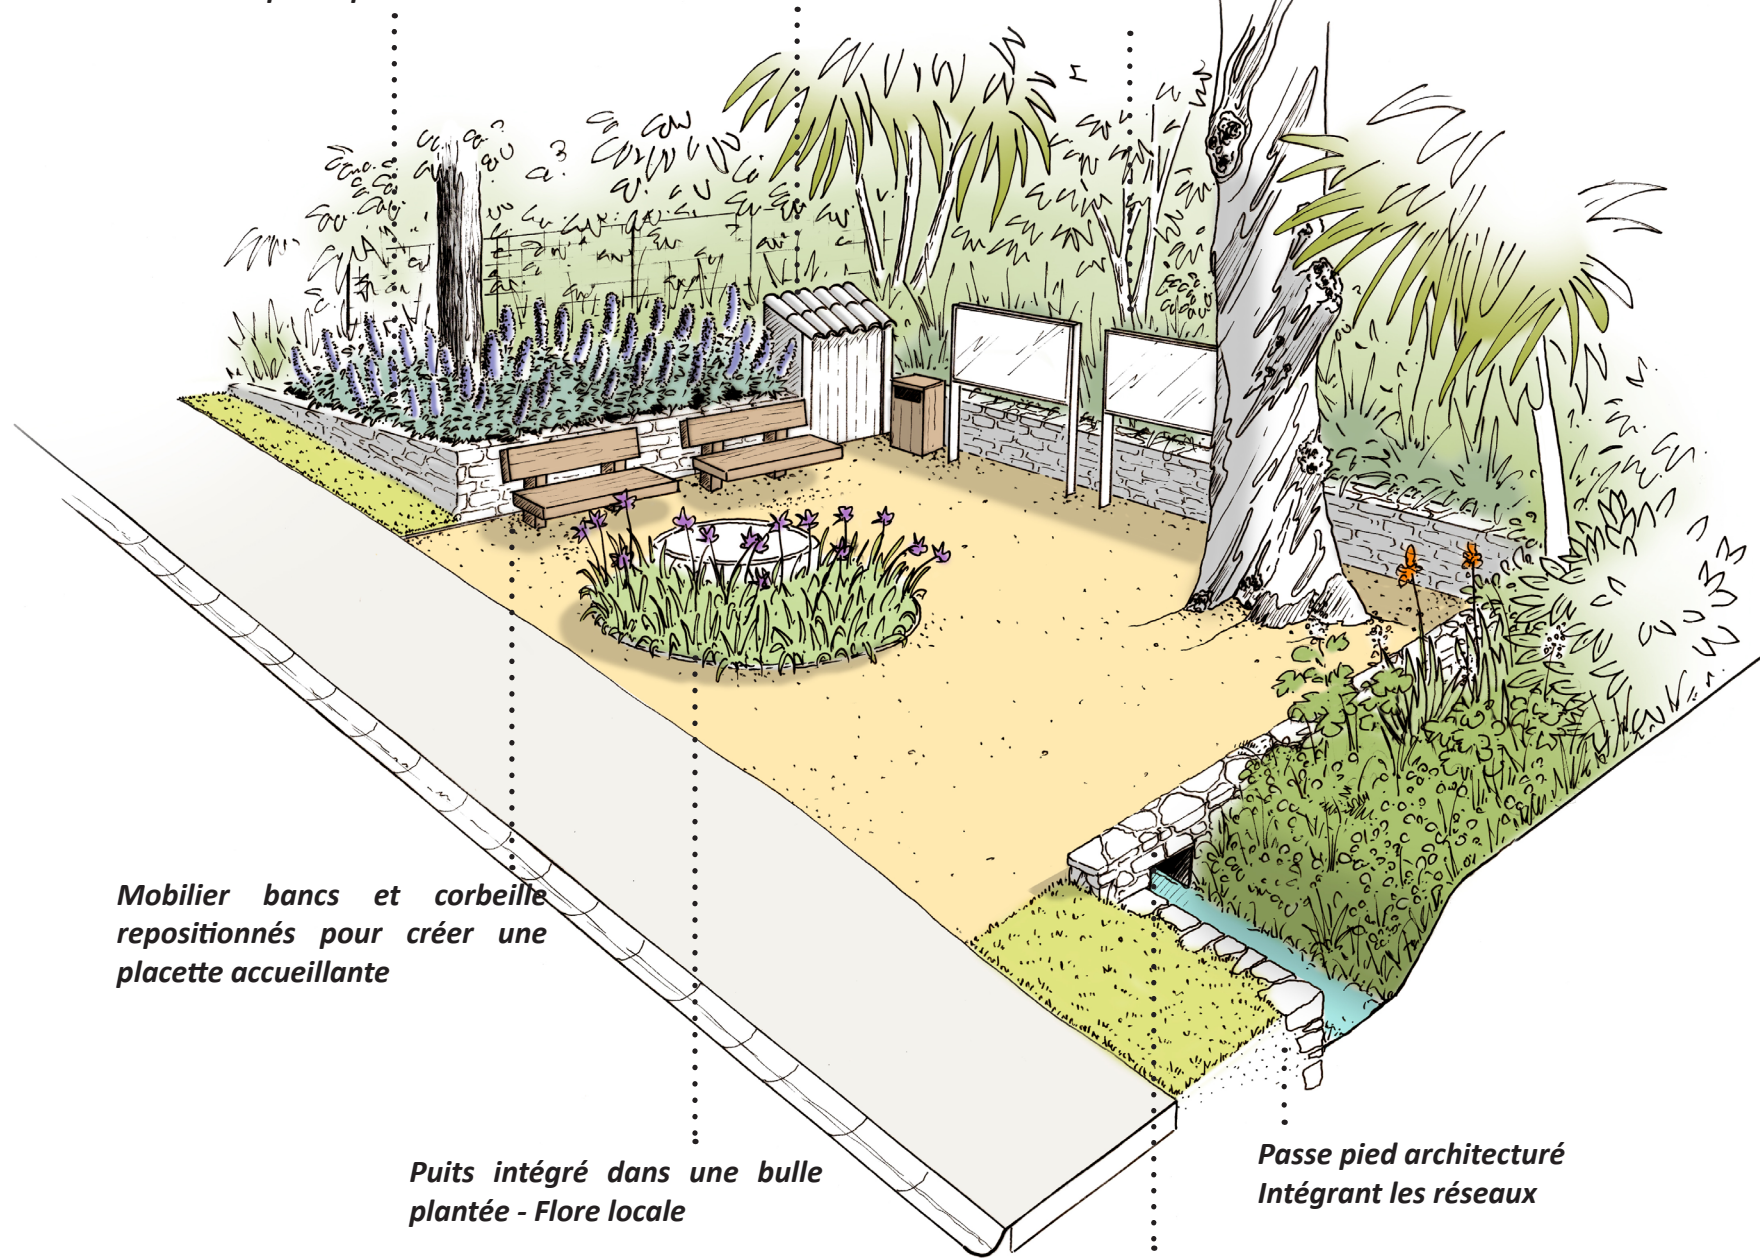 Mobilier bancs et corbeille
repositionnés pour créer une
placette accueillante
Puits intégré dans une bulle
plantée - Flore locale
Passe pied architecturé
Intégrant les réseaux